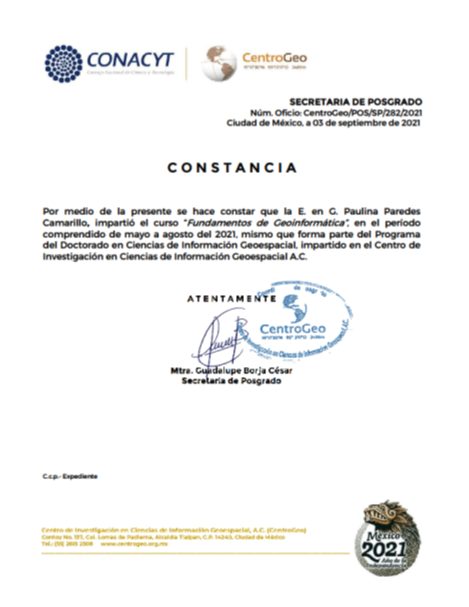 CONACYT
Consejo Nacional de Ciencia y Tecnología
CentroGeo
SECRETARIA DE POSGRADO
Núm. Oficio: CentroGeo/POS/SP/282/2021
Ciudad de México, a 03 de septiembre de 2021
CONSTANCIA
Por medio de la presente se hace constar que la E. en G. Paulina Paredes
Camarillo, impartió el curso "Fundamentos de Geoinformática", en el periodo
comprendido de mayo a agosto del 2021, mismo que forma parte del Programa
del Doctorado en Ciencias de Información Geoespacial, impartido en el Centro de
Investigación en Ciencias de Información Geoespacial A.C.
ATENTAMENTE
CentroGeo
Investigación en Ciencias de Información Geoespacial, A.C.
Mtra. Guadalupe Borja César
Secretaria de Posgrado
C.c.p.- Expediente
Centro de Investigación en Ciencias de Información Geoespacial, A.C. (CentroGeo)
Contoy No. 137, Col. Lomas de Padierna, Alcaldía Tlalpan, C.P. 14240, Ciudad de México
Tel.: (55) 2615 2508 www.centrogeo.org.mx
México
2021
Año de la